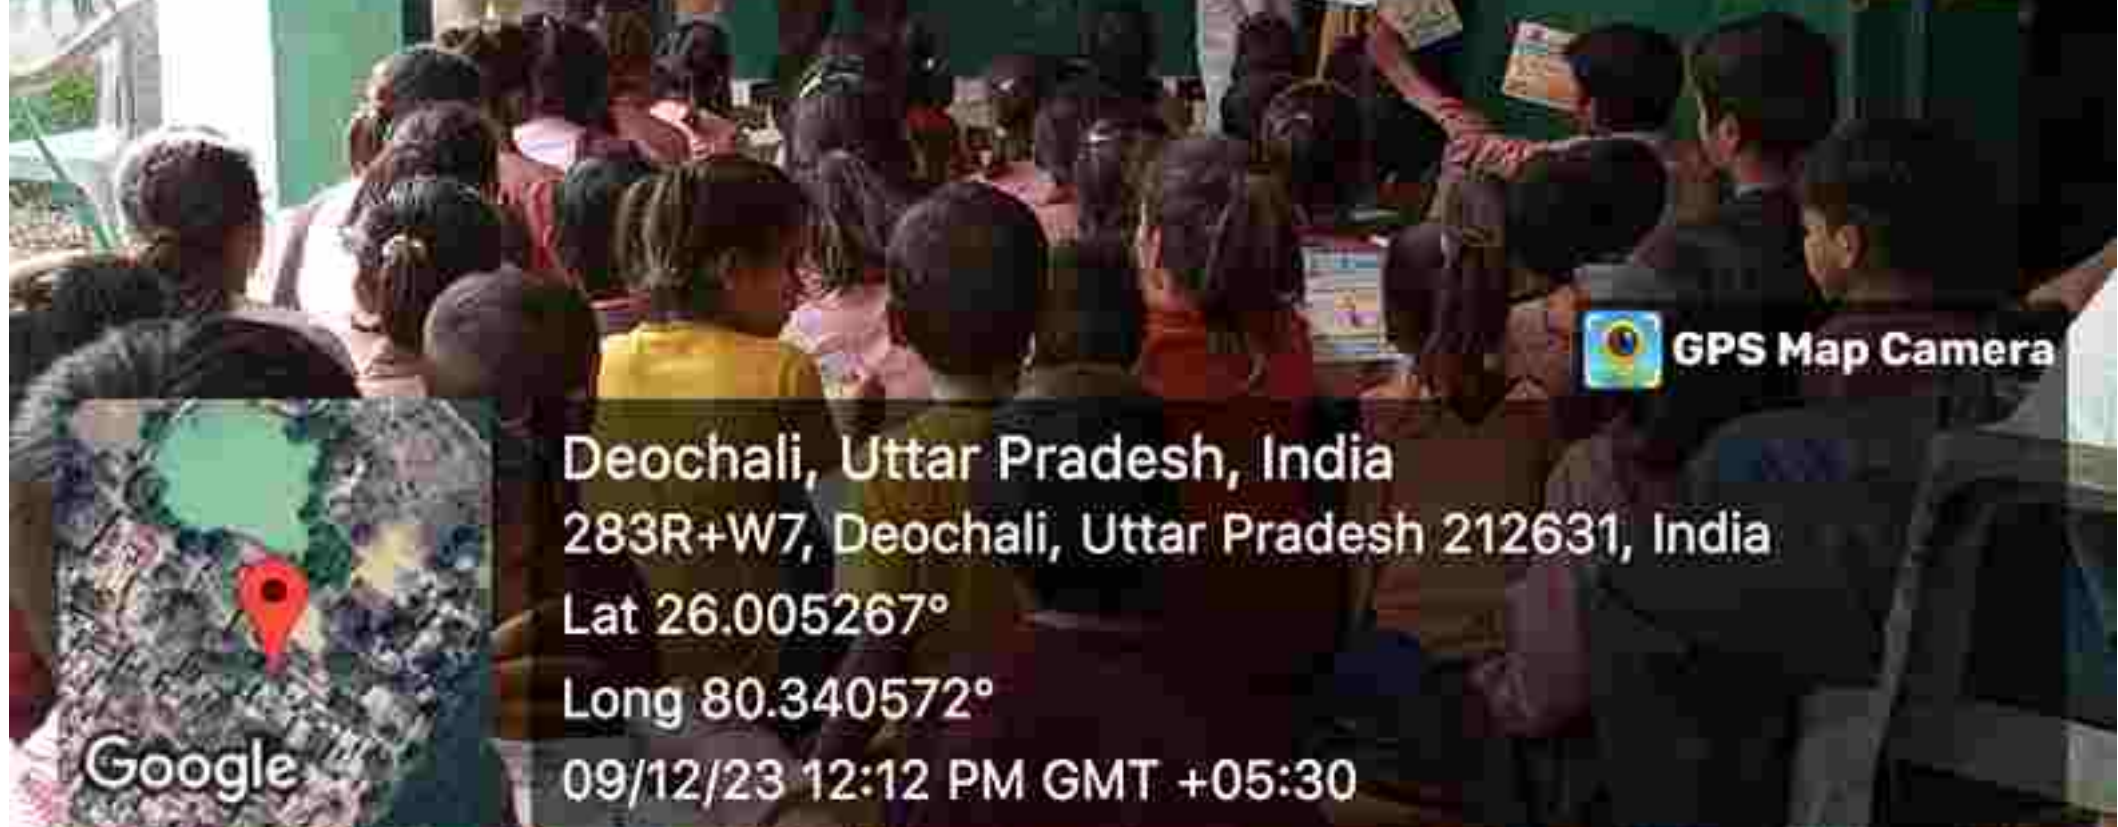 GPS Map Camera
Deochali, Uttar Pradesh, India
283R+W7, Deochali, Uttar Pradesh 212631, India
Lat 26.005267°
Long 80.340572°
09/12/23 12:12 PM GMT +05:30
Google